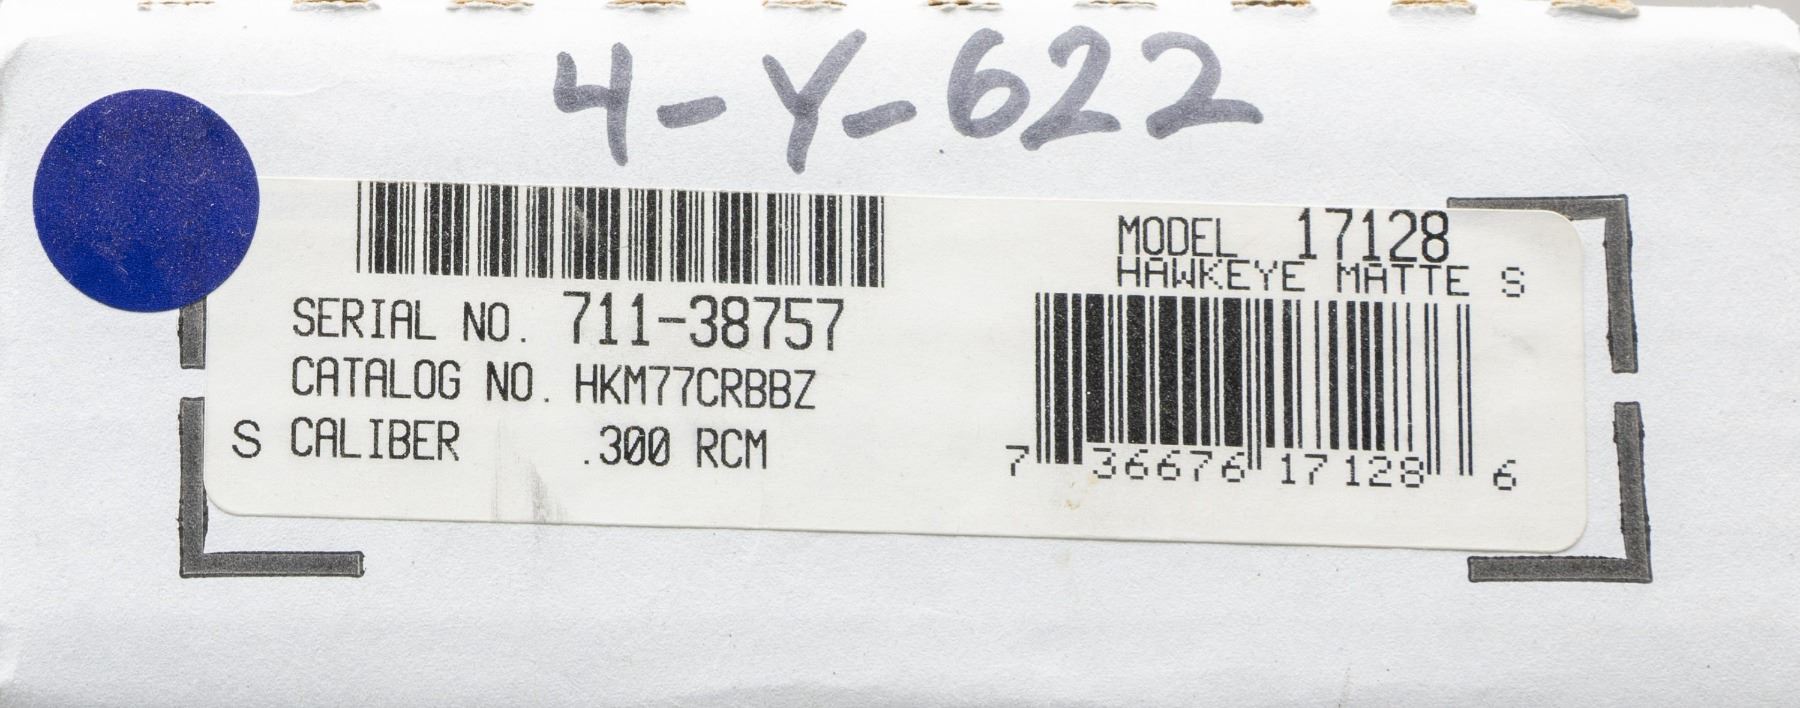 4-Y-622
SERIAL NO. 711-38757
CATALOG NO. HKM77CRBBZ
S CALIBER .300 RCM
MODEL 17128
HAWKEYE MATTE S
7 36676 17128 6